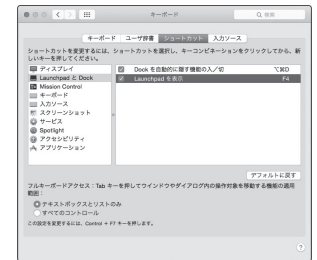 キーボード
検索
キーボード ユーザ辞書 ショートカット 入力ソース
ショートカットを変更するには、ショートカットを選択し、キーコンビネーションをクリックしてから、新
しいキーを押してください。
ディスプレイ
Launchpad と Dock
Mission Control
キーボード
入力ソース
スクリーンショット
サービス
Spotlight
アクセシビリティ
アプリケーション
Dock を自動的に隠す機能の入／切 ⌥⌘D
Launchpad を表示 F4
デフォルトに戻す
フルキーボードアクセス：Tab キーを押してウインドウやダイアログ内の操作対象を移動する機能の適用
範囲：
テキストボックスとリストのみ
すべてのコントロール
この設定を変更するには、Control + F7 キーを押します。
?